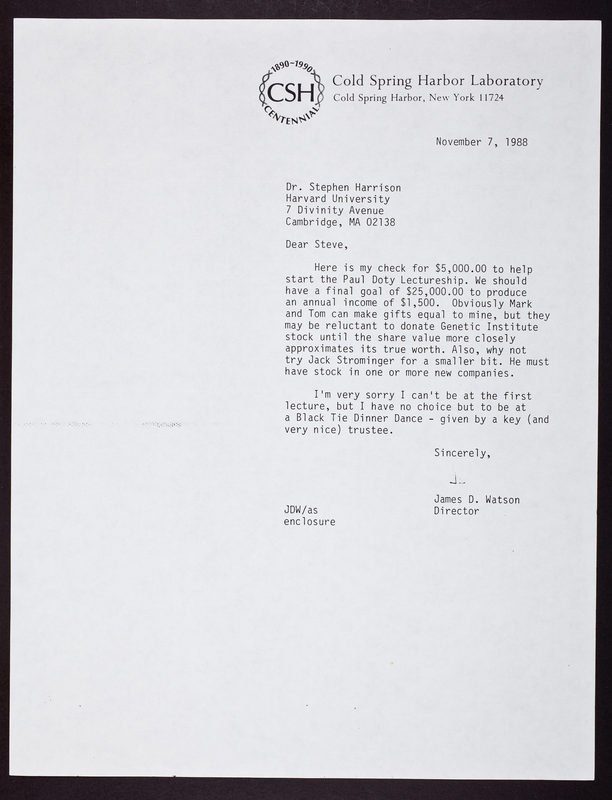 1890-1990
CSH
CENTENNIAL
Cold Spring Harbor Laboratory
Cold Spring Harbor, New York 11724
November 7, 1988
Dr. Stephen Harrison
Harvard University
7 Divinity Avenue
Cambridge, MA 02138
Dear Steve,
Here is my check for $5,000.00 to help
start the Paul Doty Lectureship. We should
have a final goal of $25,000.00 to produce
an annual income of $1,500. Obviously Mark
and Tom can make gifts equal to mine, but they
may be reluctant to donate Genetic Institute
stock until the share value more closely
approximates its true worth. Also, why not
try Jack Strominger for a smaller bit. He must
have stock in one or more new companies.
I'm very sorry I can't be at the first
lecture, but I have no choice but to be at
a Black Tie Dinner Dance - given by a key (and
very nice) trustee.
Sincerely,
James D. Watson
Director
JDW/as
enclosure